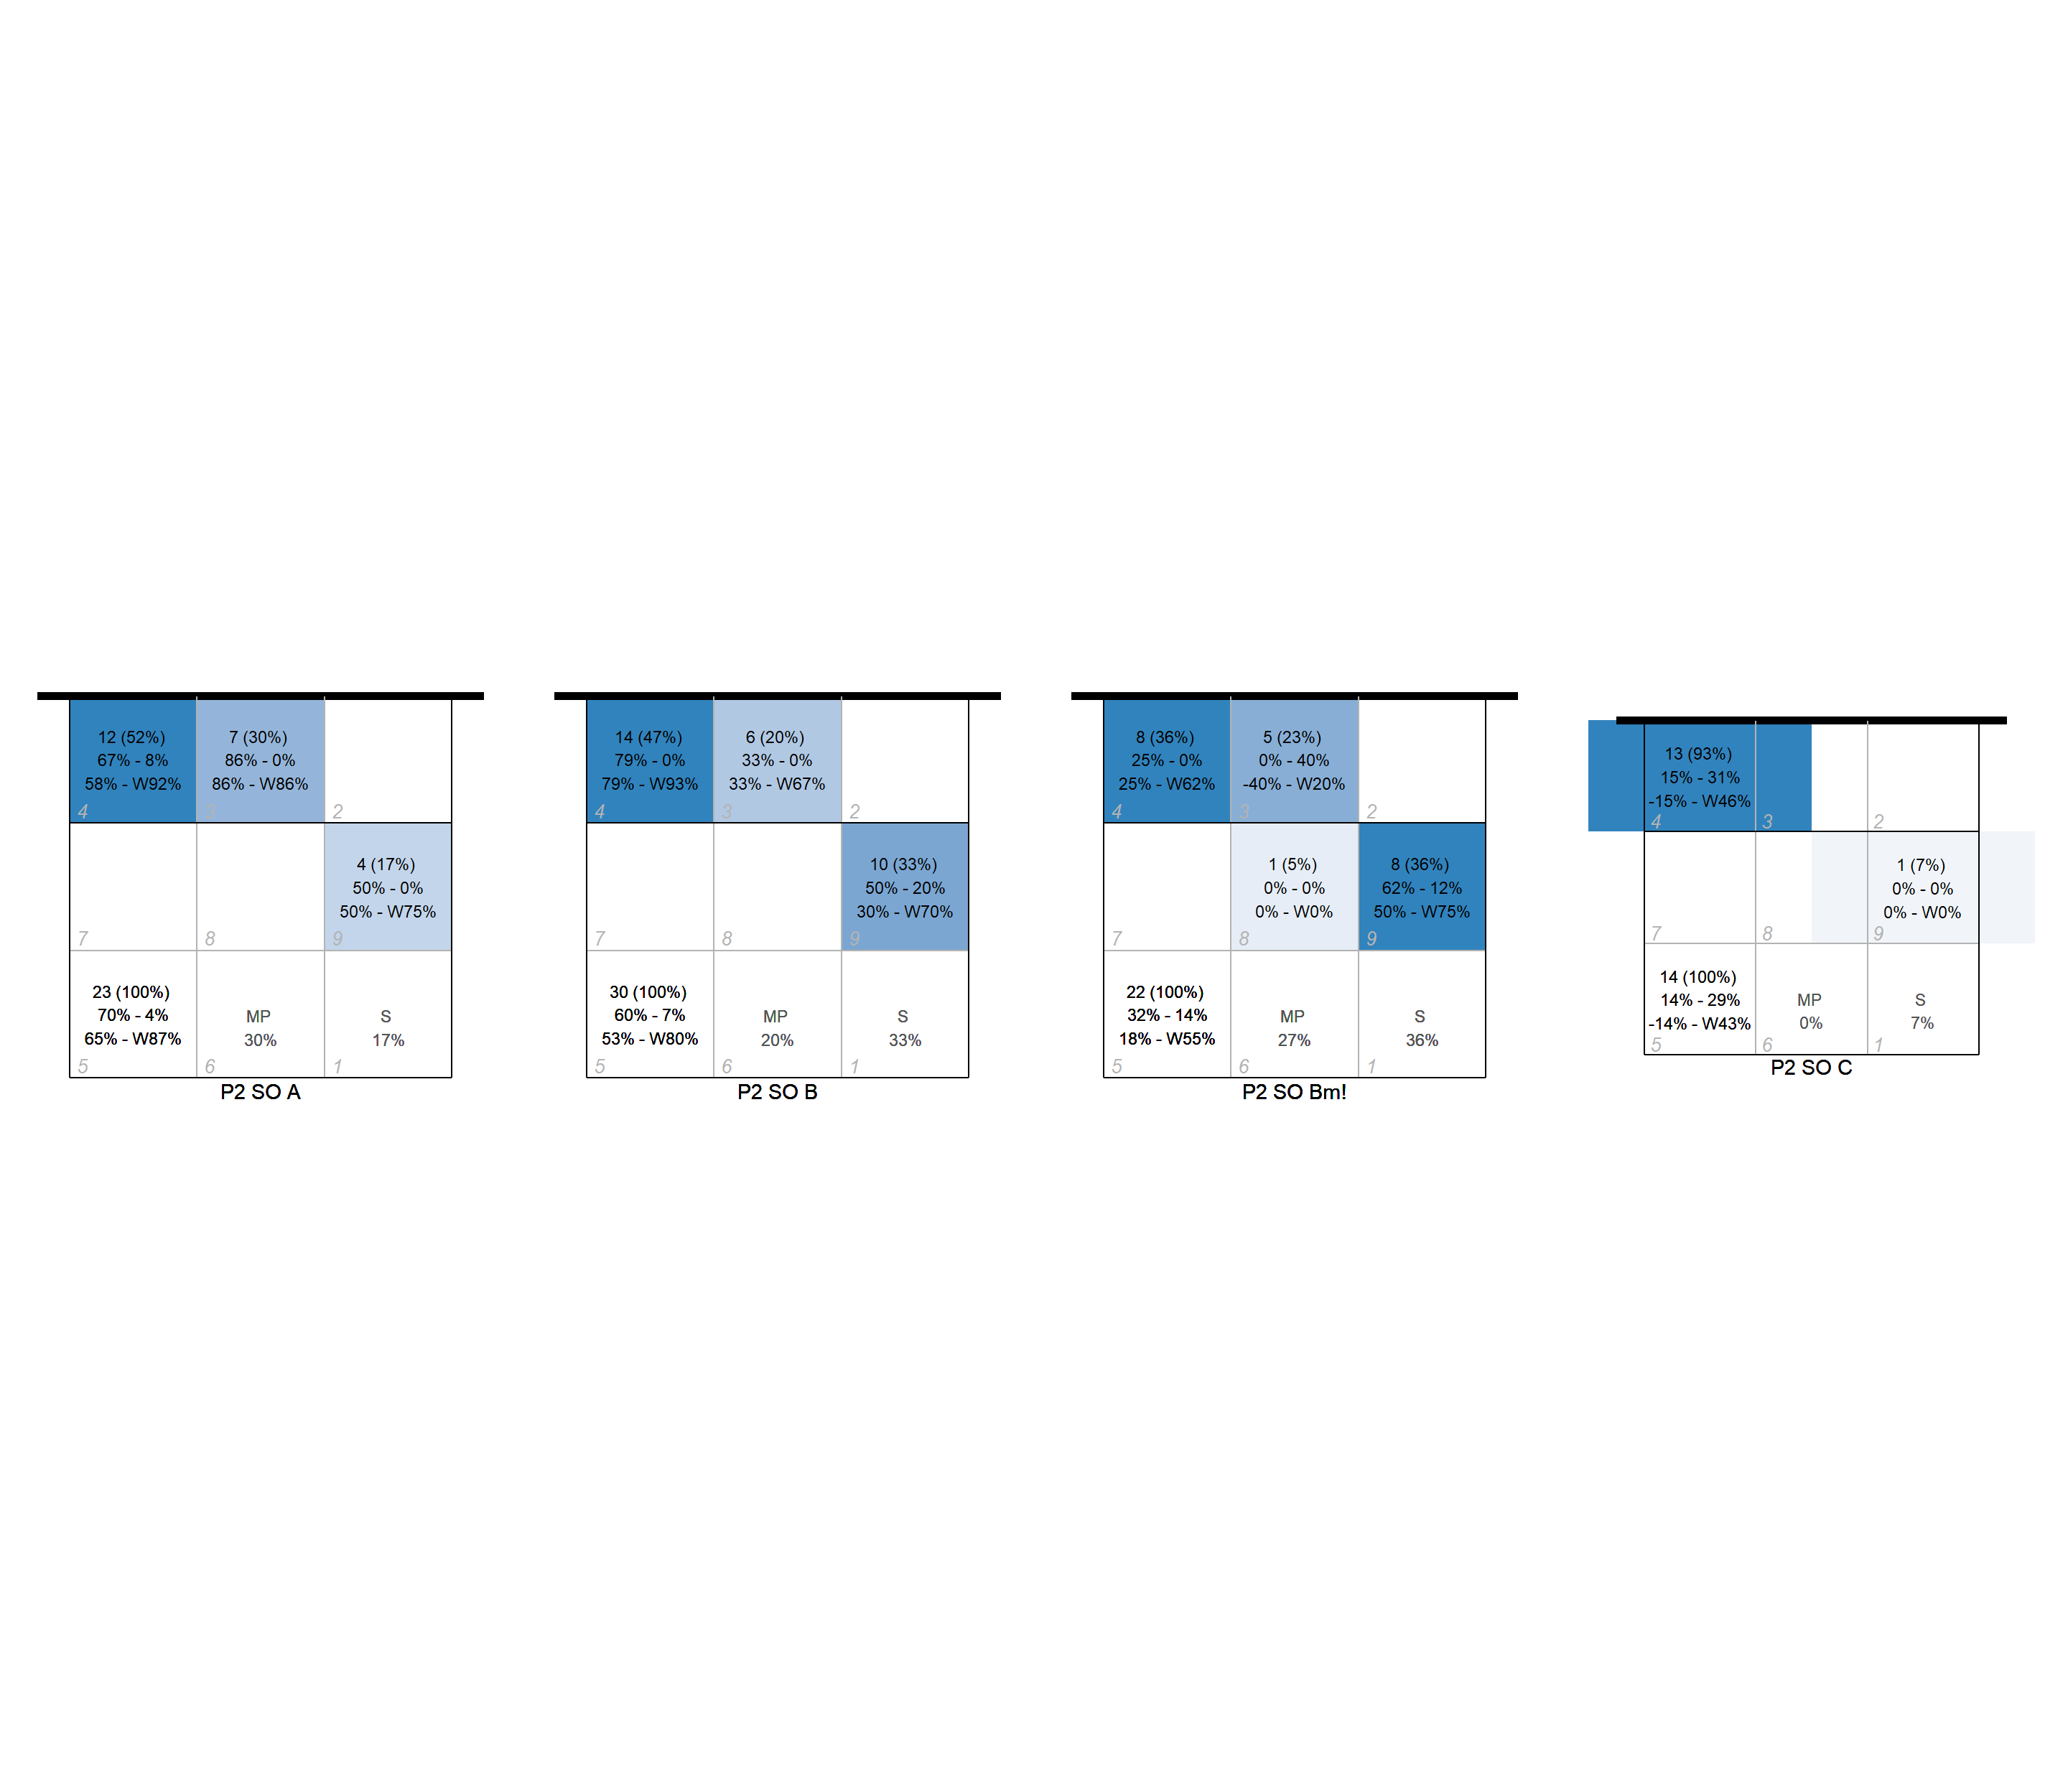 12 (52%)
67% - 8%
58% - W92%
4
7 (30%)
86% - 0%
86% - W86%
3
2
7
8
4 (17%)
50% - 0%
50% - W75%
9
23 (100%)
70% - 4%
65% - W87%
5
MP
30%
6
S
17%
1
P2 SO A
14 (47%)
79% - 0%
79% - W93%
4
6 (20%)
33% - 0%
33% - W67%
3
2
7
8
10 (33%)
50% - 20%
30% - W70%
9
30 (100%)
60% - 7%
53% - W80%
5
MP
20%
6
S
33%
1
P2 SO B
8 (36%)
25% - 0%
25% - W62%
4
5 (23%)
0% - 40%
-40% - W20%
3
2
7
1 (5%)
0% - 0%
0% - W0%
8
8 (36%)
62% - 12%
50% - W75%
9
22 (100%)
32% - 14%
18% - W55%
5
MP
27%
6
S
36%
1
P2 SO Bm!
13 (93%)
15% - 31%
-15% - W46%
4
3
2
7
8
1 (7%)
0% - 0%
0% - W0%
9
14 (100%)
14% - 29%
-14% - W43%
5
MP
0%
6
S
7%
1
P2 SO C